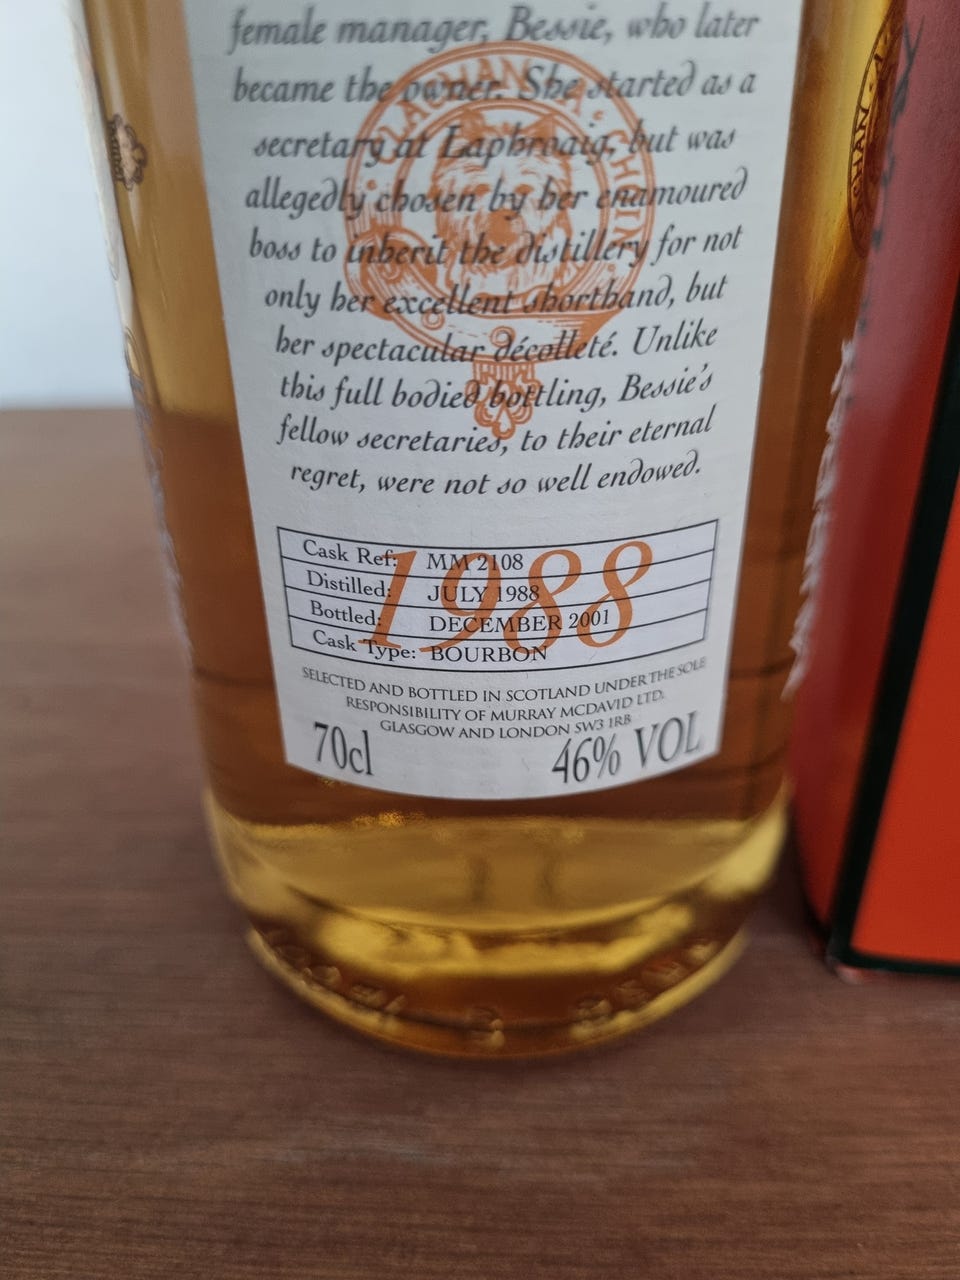 female manager, Bessie, who later
became the owner. She started as a
secretary at Laphroaig, but was
allegedly chosen by her enamoured
boss to inherit the distillery for not
only her excellent shorthand, but
her spectacular décolleté. Unlike
this full bodied bottling, Bessie's
fellow secretaries, to their eternal
regret, were not so well endowed.
1988
Cask Ref: MM 2108
Distilled: JULY 1988
Bottled: DECEMBER 2001
Cask Type: BOURBON
SELECTED AND BOTTLED IN SCOTLAND UNDER THE SOLE
RESPONSIBILITY OF MURRAY MCDAVID LTD.
GLASGOW AND LONDON SW3 1RB
70cl 46% VOL